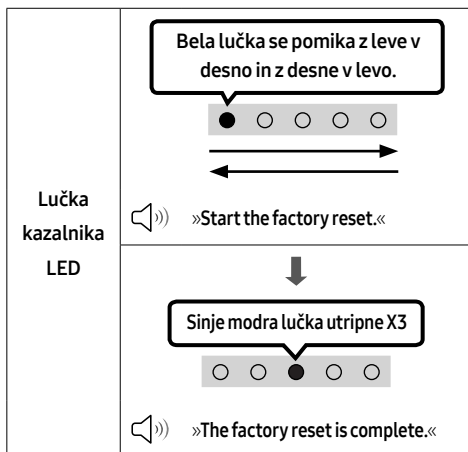 Bela lučka se pomika z leve v
desno in z desne v levo.
Lučka
kazalnika
LED
»Start the factory reset.«
Sinje modra lučka utripne X3
»The factory reset is complete.«